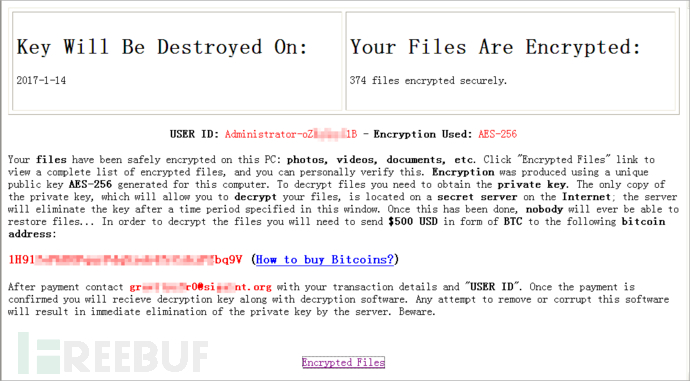 Key Will Be Destroyed On:
2017-1-14
Your Files Are Encrypted:
374 files encrypted securely.
USER ID: Administrator-oZ 1B - Encryption Used: AES-256
Your files have been safely encrypted on this PC: photos, videos, documents, etc. Click "Encrypted Files" link to
view a complete list of encrypted files, and you can personally verify this. Encryption was produced using a unique
public key AES-256 generated for this computer. To decrypt files you need to obtain the private key. The only copy of
the private key, which will allow you to decrypt your files, is located on a secret server on the Internet; the server
will eliminate the key after a time period specified in this window. Once this has been done, nobody will ever be able to
restore files... In order to decrypt the files you will need to send $500 USD in form of BTC to the following bitcoin
address:
1H91 bq9V (How to buy Bitcoins?)
After payment contact with your transaction details and "USER ID". Once the payment is
confirmed you will recieve decryption key along with decryption software. Any attempt to remove or corrupt this software
will result in immediate elimination of the private key by the server. Beware.
Encrypted Files
FREEBUF